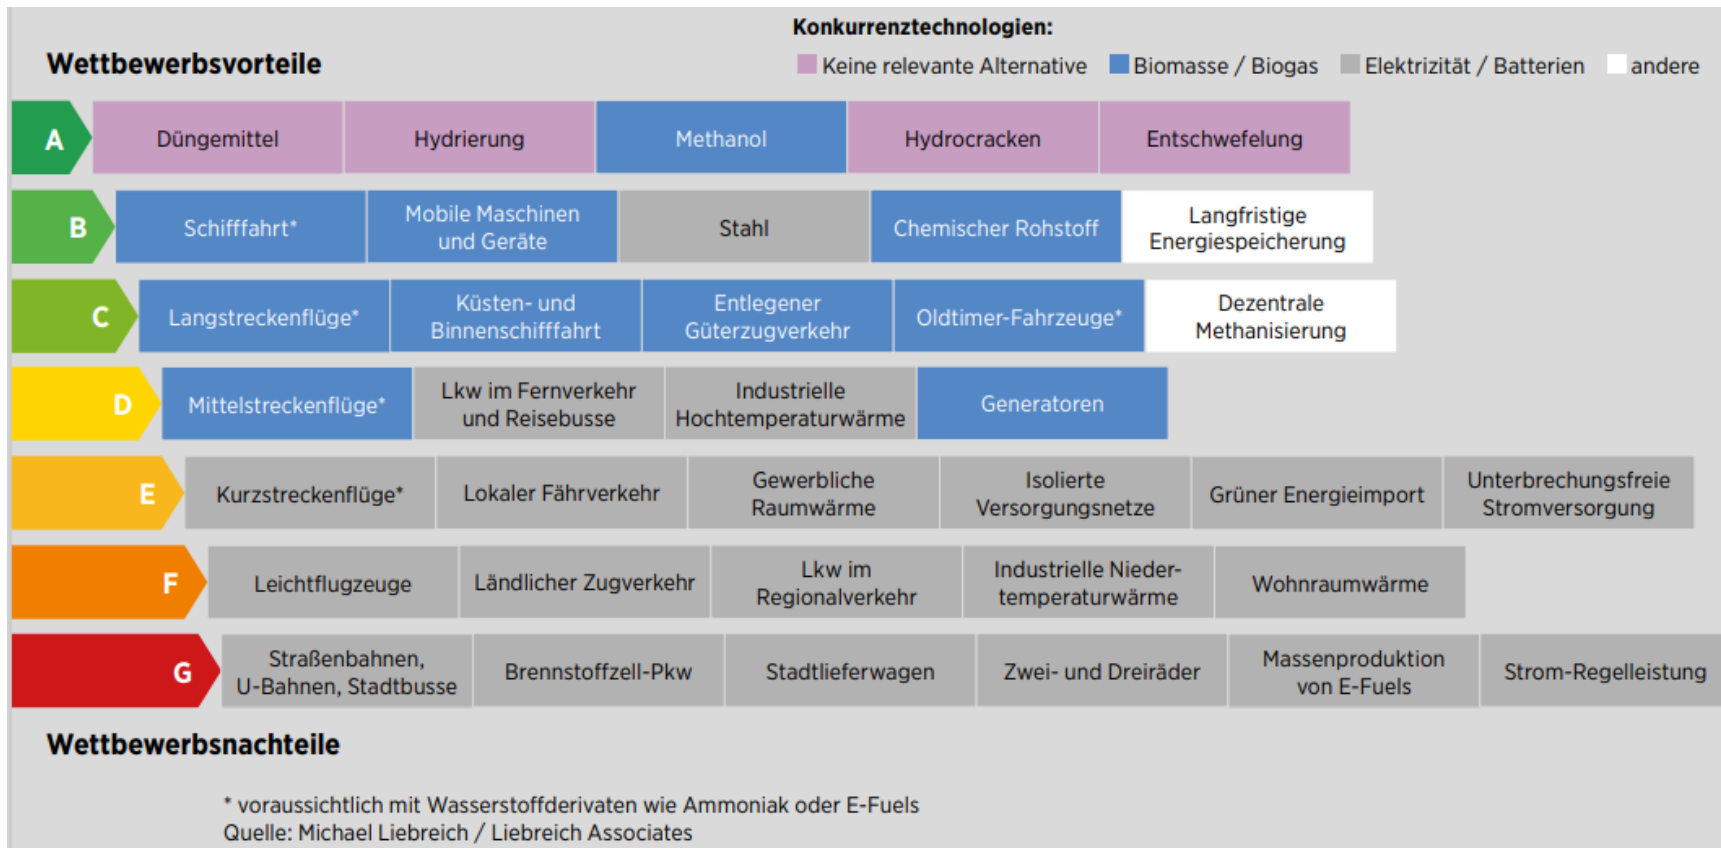 Konkurrenztechnologien:
Wettbewerbsvorteile
Keine relevante Alternative Biomasse / Biogas Elektrizität / Batterien andere
A
Düngemittel
Hydrierung
Methanol
Hydrocracken
Entschwefelung
B
Schifffahrt*
Mobile Maschinen
und Geräte
Stahl
Chemischer Rohstoff
Langfristige
Energiespeicherung
C
Langstreckenflüge*
Küsten- und
Binnenschifffahrt
Entlegener
Güterzugverkehr
Oldtimer-Fahrzeuge*
Dezentrale
Methanisierung
D
Mittelstreckenflüge*
Lkw im Fernverkehr
und Reisebusse
Industrielle
Hochtemperaturwärme
Generatoren
E
Kurzstreckenflüge*
Lokaler Fährverkehr
Gewerbliche
Raumwärme
Isolierte
Versorgungsnetze
Grüner Energieimport
Unterbrechungsfreie
Stromversorgung
F
Leichtflugzeuge
Ländlicher Zugverkehr
Lkw im
Regionalverkehr
Industrielle Nieder-
temperaturwärme
Wohnraumwärme
G
Straßenbahnen,
U-Bahnen, Stadtbusse
Brennstoffzell-Pkw
Stadtlieferwagen
Zwei- und Dreiräder
Massenproduktion
von E-Fuels
Strom-Regelleistung
Wettbewerbsnachteile
* voraussichtlich mit Wasserstoffderivaten wie Ammoniak oder E-Fuels
Quelle: Michael Liebreich / Liebreich Associates